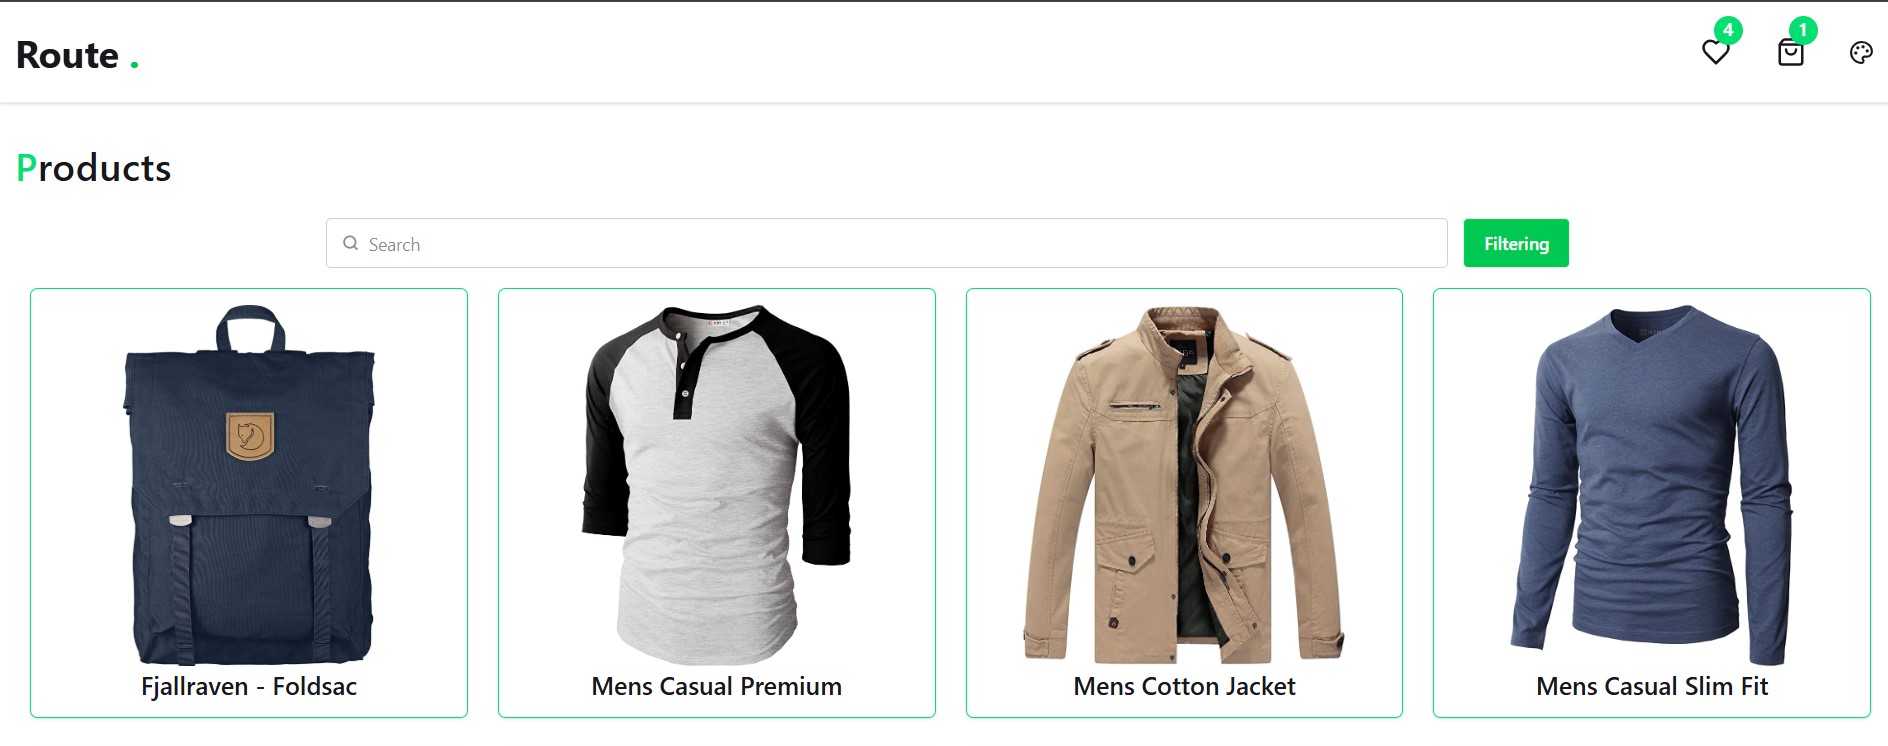 Route .
4
1
Products
Search
Filtering
Fjallraven - Foldsac
Mens Casual Premium
Mens Cotton Jacket
Mens Casual Slim Fit